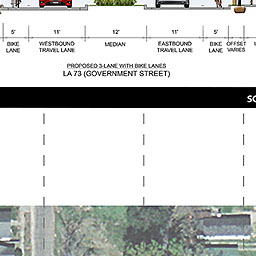 5' 11' 12' 11' 5'
BIKE LANE WESTBOUND TRAVEL LANE MEDIAN EASTBOUND TRAVEL LANE BIKE LANE OFFSET VARIES
PROPOSED 3-LANE WITH BIKE LANES
LA 73 (GOVERNMENT STREET)